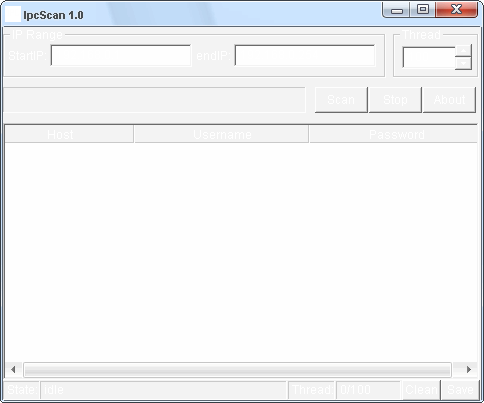 IpcScan 1.0
IP Range
Thread
StartIP
endIP
Scan Stop About
Host Username Password
State Idle Thread 0/100 Clear Save